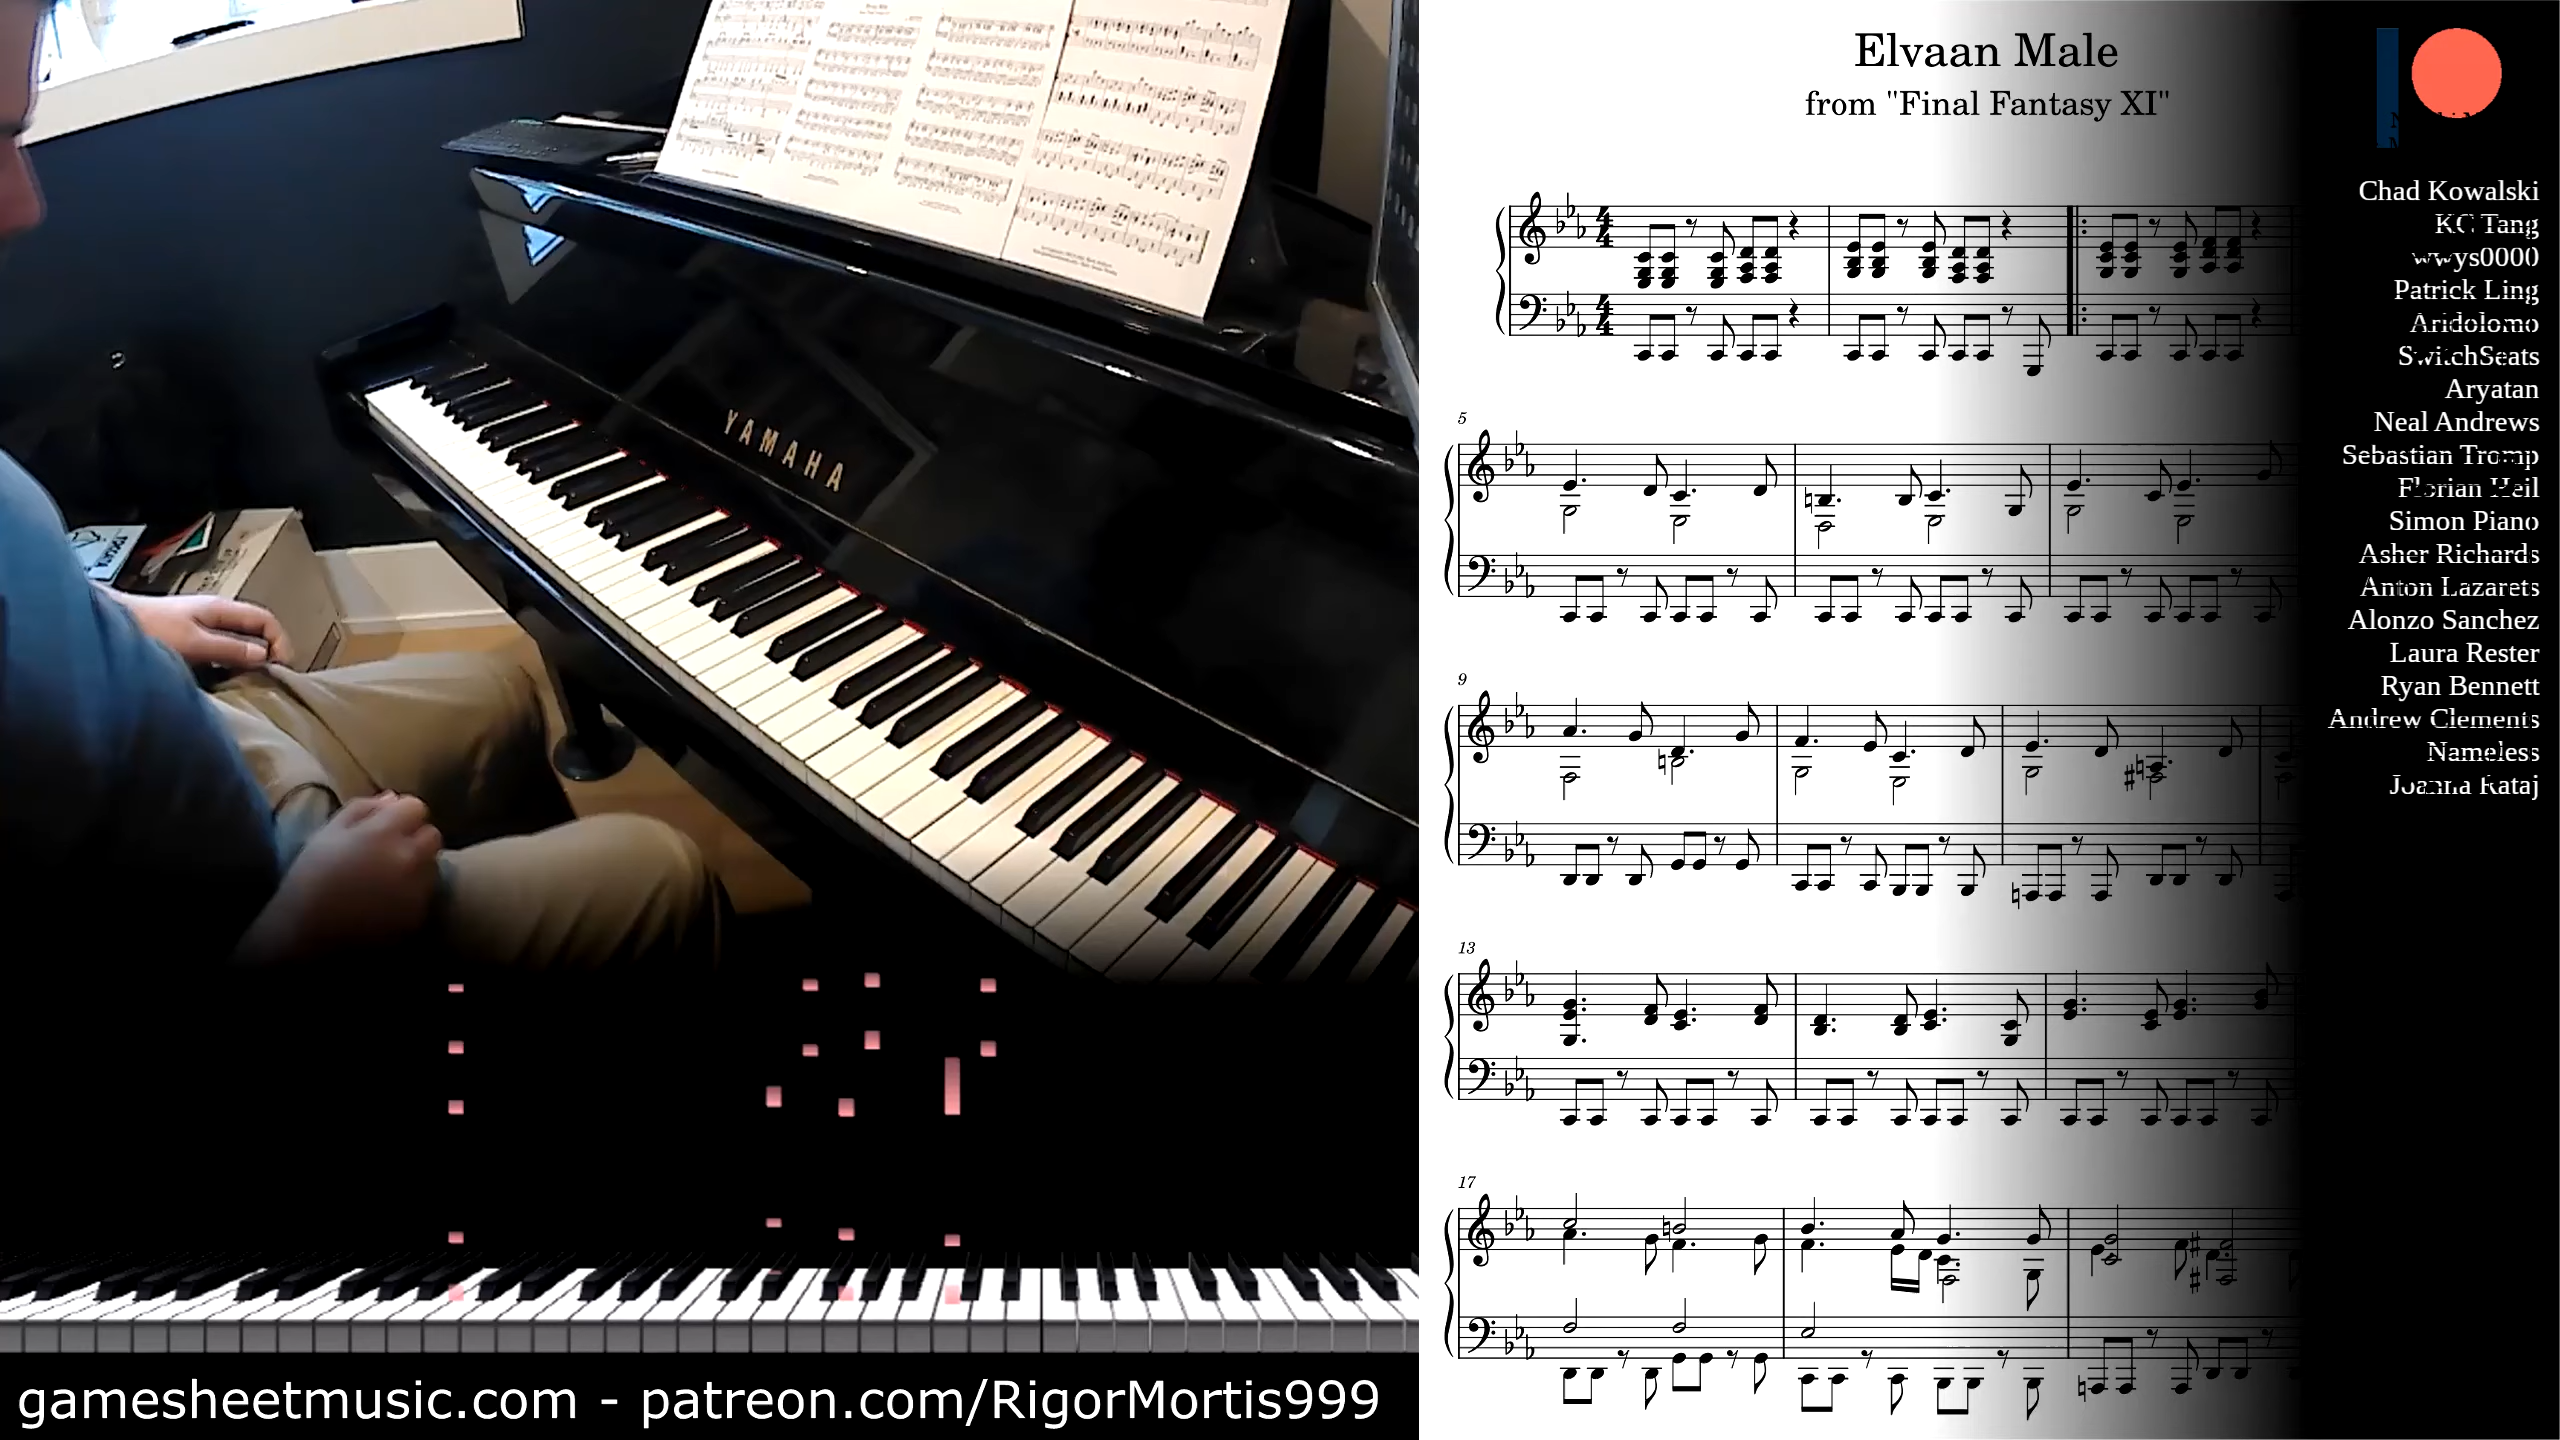 Elvaan Male
from "Final Fantasy XI"
YAMAHA
5
9
13
17
Chad Kowalski
KC Tang
wwys0000
Patrick Ling
Aridolomo
SwitchSeats
Aryatan
Neal Andrews
Sebastian Tromp
Florian Heil
Simon Piano
Asher Richards
Anton Lazarets
Alonzo Sanchez
Laura Rester
Ryan Bennett
Andrew Clements
Nameless
Joanna Rataj
gamesheetmusic.com - patreon.com/RigorMortis999